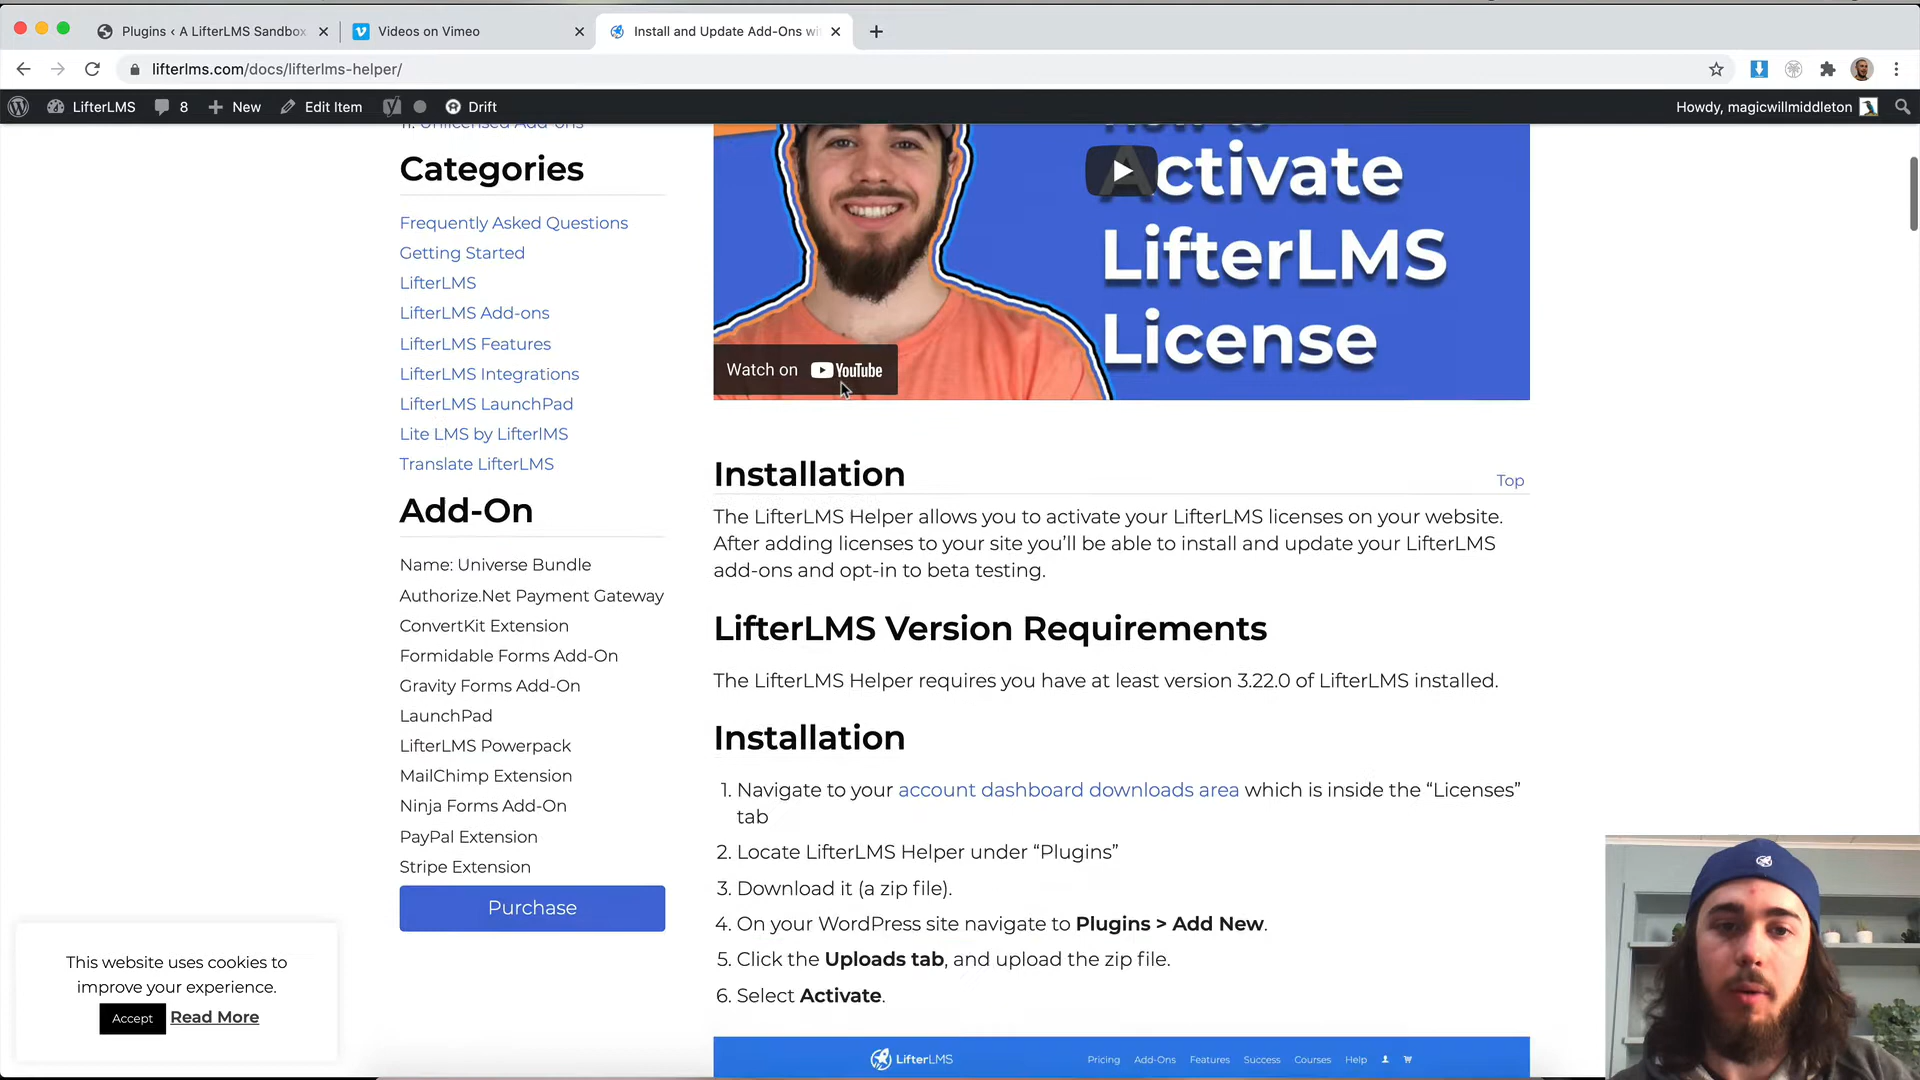 Plugins ‹ A LifterLMS Sandbox
Videos on Vimeo
Install and Update Add-Ons wi
lifterlms.com/docs/lifterlms-helper/
LifterLMS 8 New Edit Item Drift
Howdy, magicwillmiddleton
11. Unlicensed Add-ons
Categories
Frequently Asked Questions
Getting Started
LifterLMS
LifterLMS Add-ons
LifterLMS Features
LifterLMS Integrations
LifterLMS LaunchPad
Lite LMS by LifterlMS
Translate LifterLMS
Add-On
Name: Universe Bundle
Authorize.Net Payment Gateway
ConvertKit Extension
Formidable Forms Add-On
Gravity Forms Add-On
LaunchPad
LifterLMS Powerpack
MailChimp Extension
Ninja Forms Add-On
PayPal Extension
Stripe Extension
Purchase
This website uses cookies to
improve your experience.
Accept Read More
How to
Activate
LifterLMS
License
Watch on YouTube
Installation
Top
The LifterLMS Helper allows you to activate your LifterLMS licenses on your website.
After adding licenses to your site you’ll be able to install and update your LifterLMS
add-ons and opt-in to beta testing.
LifterLMS Version Requirements
The LifterLMS Helper requires you have at least version 3.22.0 of LifterLMS installed.
Installation
1. Navigate to your account dashboard downloads area which is inside the “Licenses”
tab
2. Locate LifterLMS Helper under “Plugins”
3. Download it (a zip file).
4. On your WordPress site navigate to Plugins > Add New.
5. Click the Uploads tab, and upload the zip file.
6. Select Activate.
LifterLMS
Pricing Add-Ons Features Success Courses Help